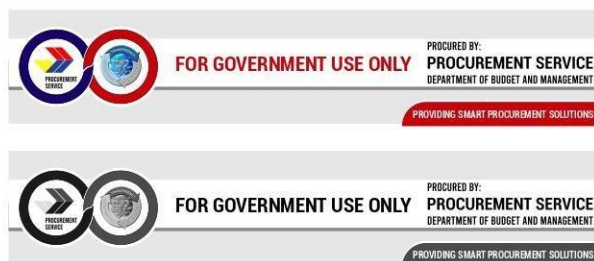 PROCUREMENT
SERVICE
FOR GOVERNMENT USE ONLY
PROCURED BY:
PROCUREMENT SERVICE
DEPARTMENT OF BUDGET AND MANAGEMENT
PROVIDING SMART PROCUREMENT SOLUTIONS
PROCUREMENT
SERVICE
FOR GOVERNMENT USE ONLY
PROCURED BY:
PROCUREMENT SERVICE
DEPARTMENT OF BUDGET AND MANAGEMENT
PROVIDING SMART PROCUREMENT SOLUTIONS